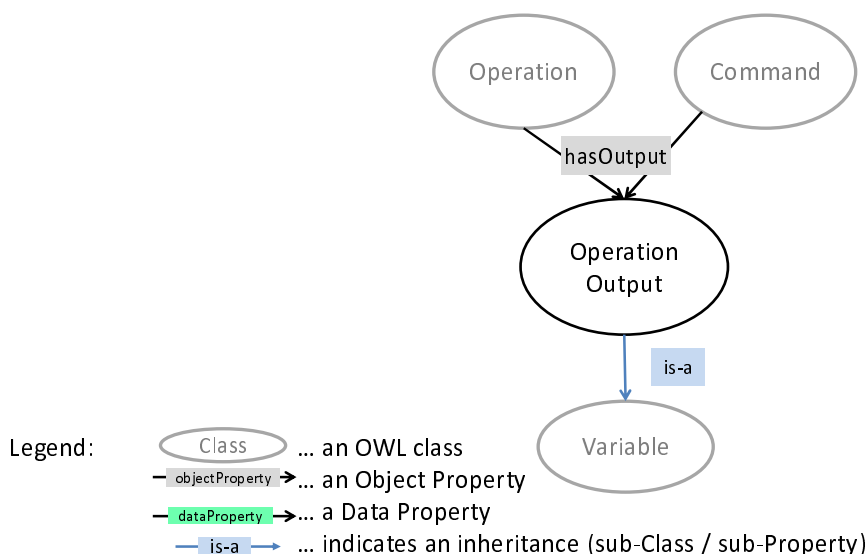 Operation
Command
hasOutput
Operation
Output
is-a
Variable
Legend:
Class
... an OWL class
objectProperty
... an Object Property
dataProperty
... a Data Property
is-a
... indicates an inheritance (sub-Class / sub-Property)